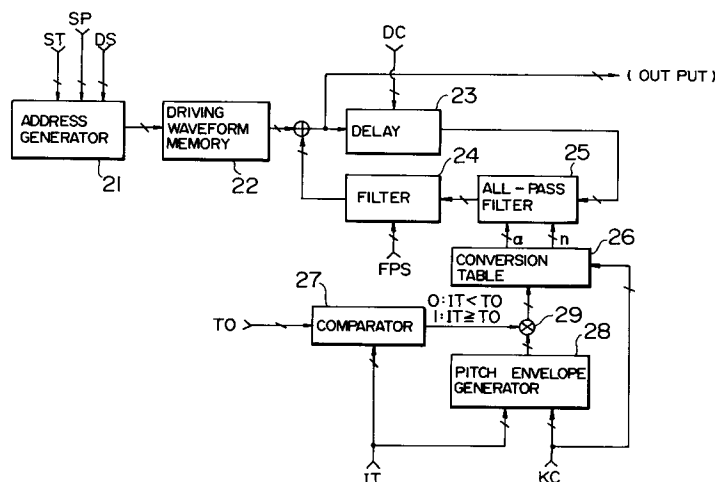 SP
ST
DS
DC
( OUT PUT)
ADDRESS
GENERATOR
21
DRIVING
WAVEFORM
MEMORY
22
23
DELAY
24
FILTER
FPS
25
ALL-PASS
FILTER
a
n
26
CONVERSION
TABLE
27
TO
COMPARATOR
0:IT<TO
1:IT≧TO
29
28
PITCH ENVELOPE
GENERATOR
IT
KC